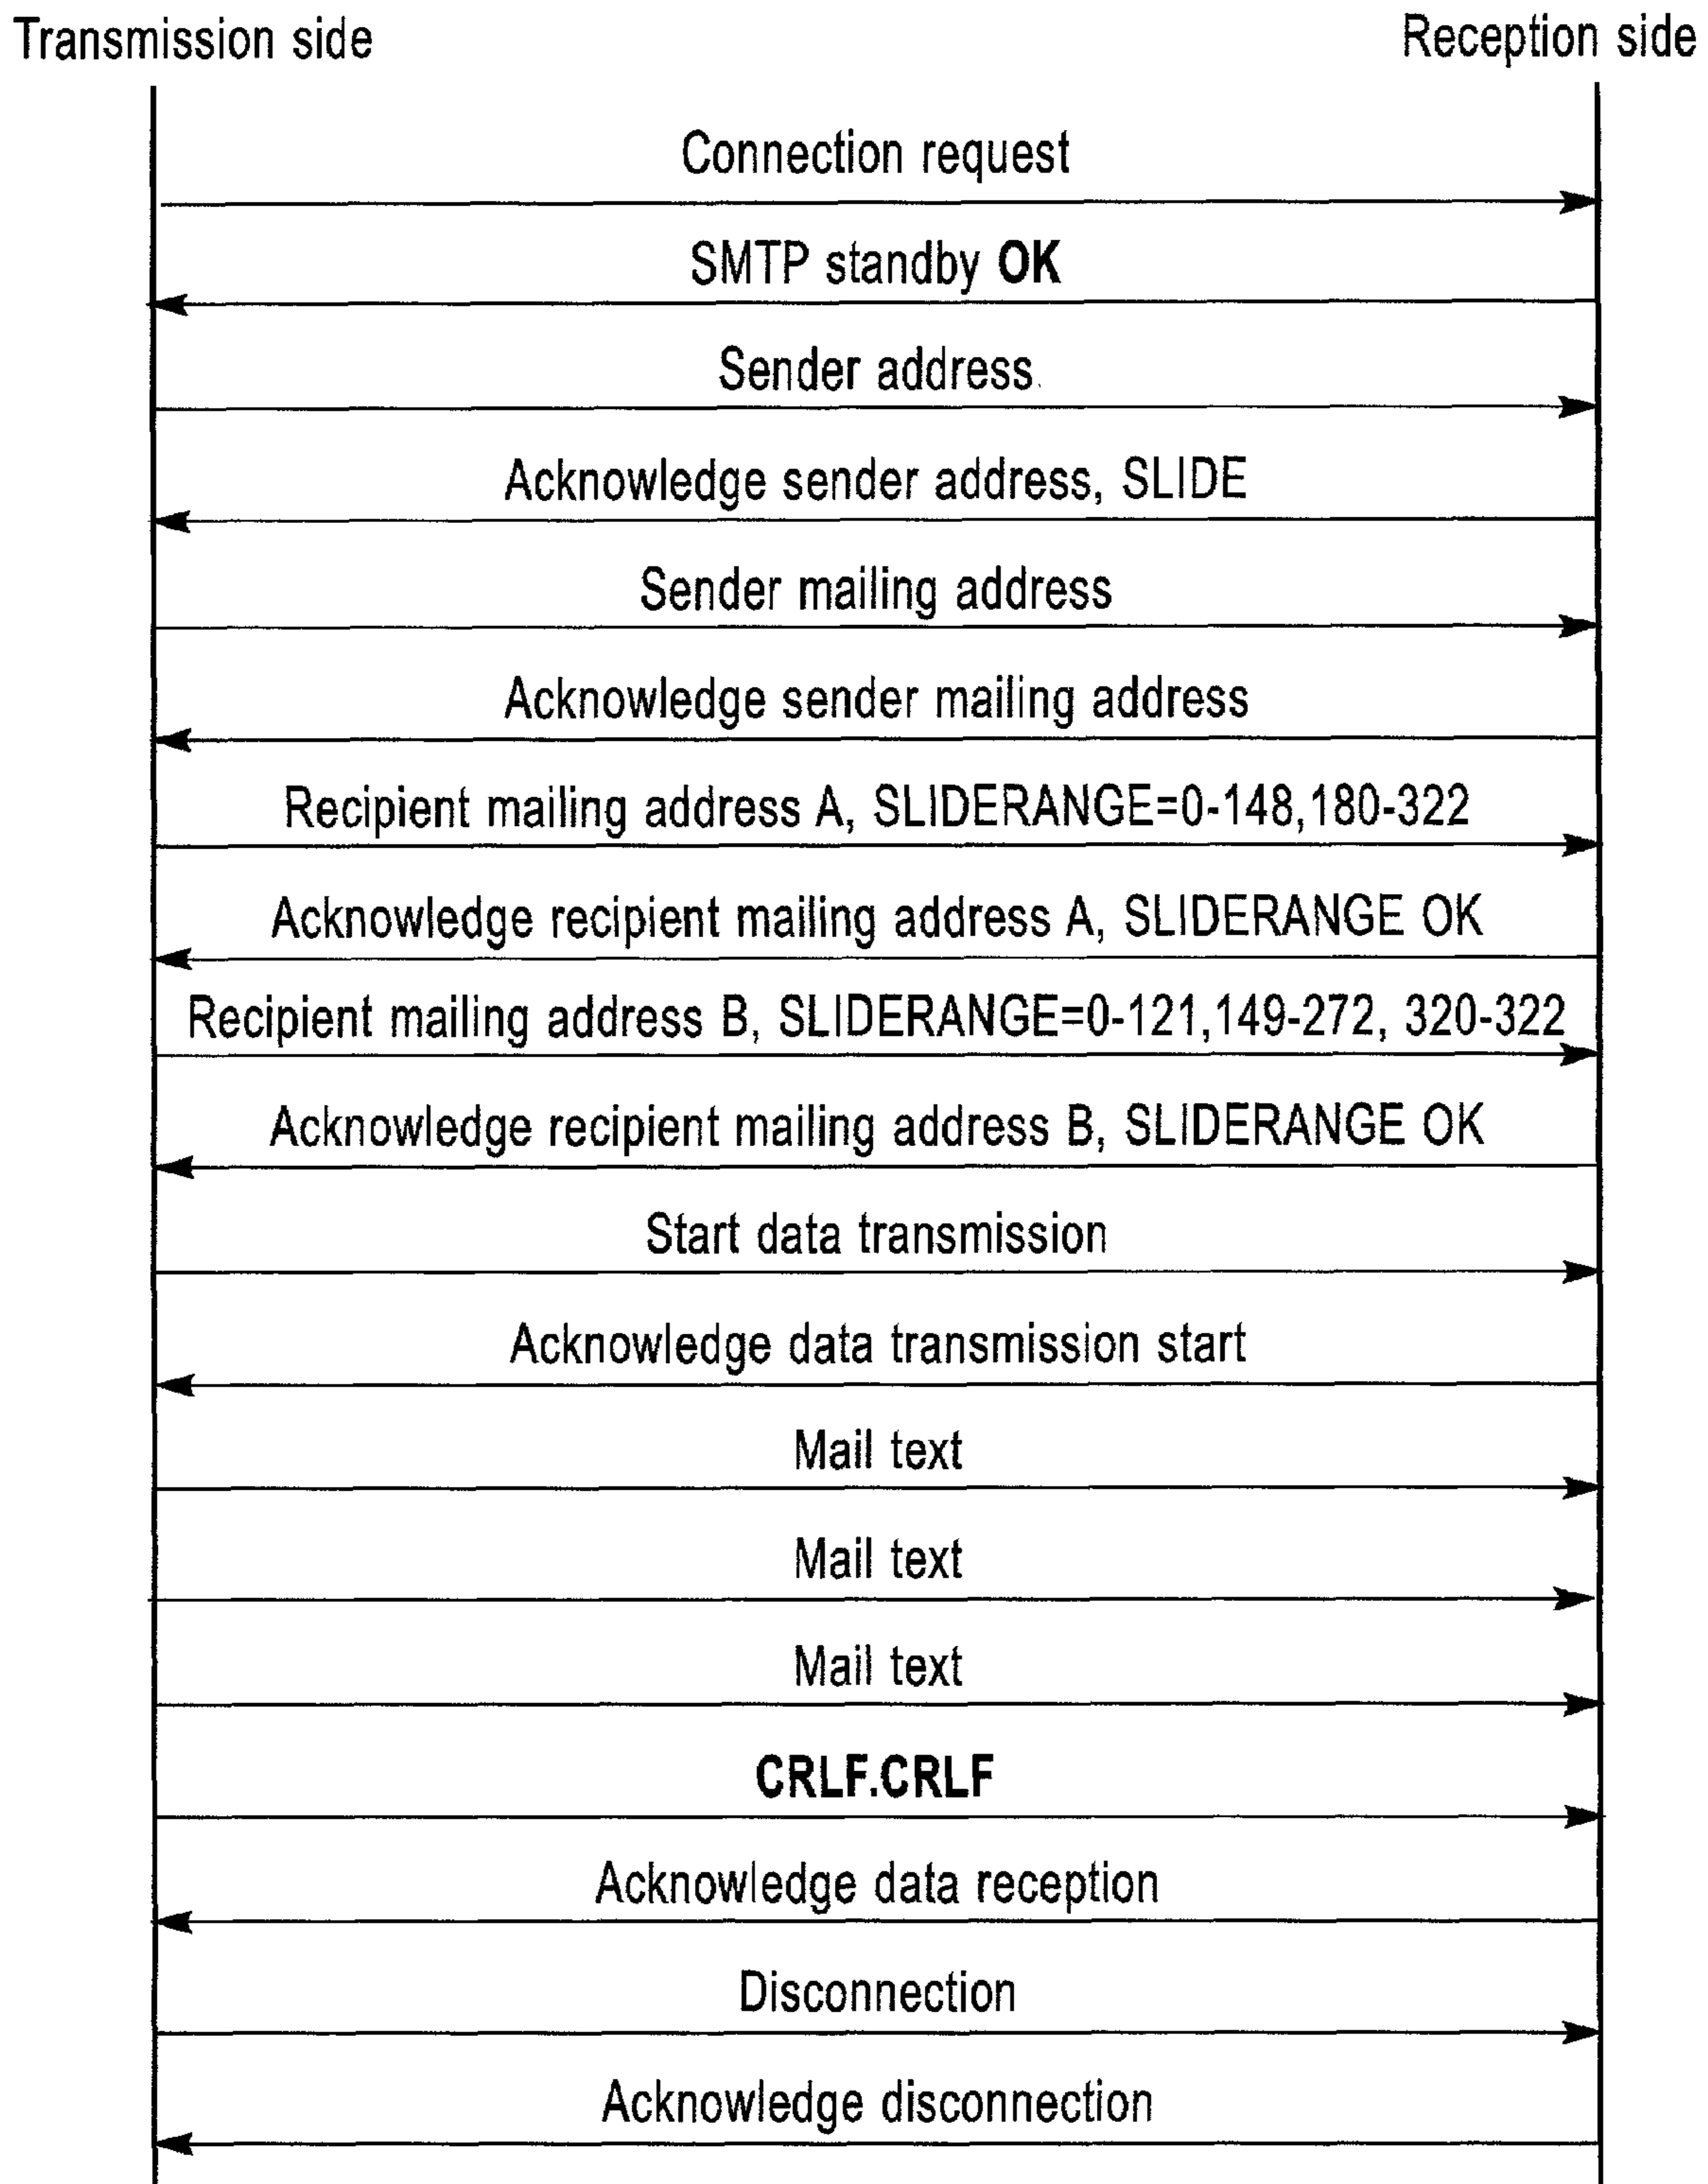 Transmission side
Reception side
Connection request
SMTP standby OK
Sender address
Acknowledge sender address, SLIDE
Sender mailing address
Acknowledge sender mailing address
Recipient mailing address A, SLIDERANGE=0-148,180-322
Acknowledge recipient mailing address A, SLIDERANGE OK
Recipient mailing address B, SLIDERANGE=0-121,149-272, 320-322
Acknowledge recipient mailing address B, SLIDERANGE OK
Start data transmission
Acknowledge data transmission start
Mail text
Mail text
Mail text
CRLF.CRLF
Acknowledge data reception
Disconnection
Acknowledge disconnection